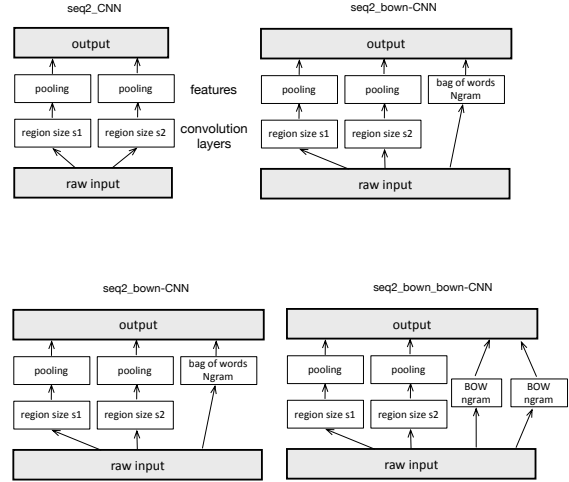 seq2_CNN
output
pooling pooling
features
region size s1 region size s2
convolution
layers
raw input
seq2_bown-CNN
output
pooling pooling bag of words
Ngram
region size s1 region size s2
raw input
seq2_bown-CNN
output
pooling pooling bag of words
Ngram
region size s1 region size s2
raw input
seq2_bown_bown-CNN
output
pooling pooling
BOW
ngram
BOW
ngram
region size s1 region size s2
raw input